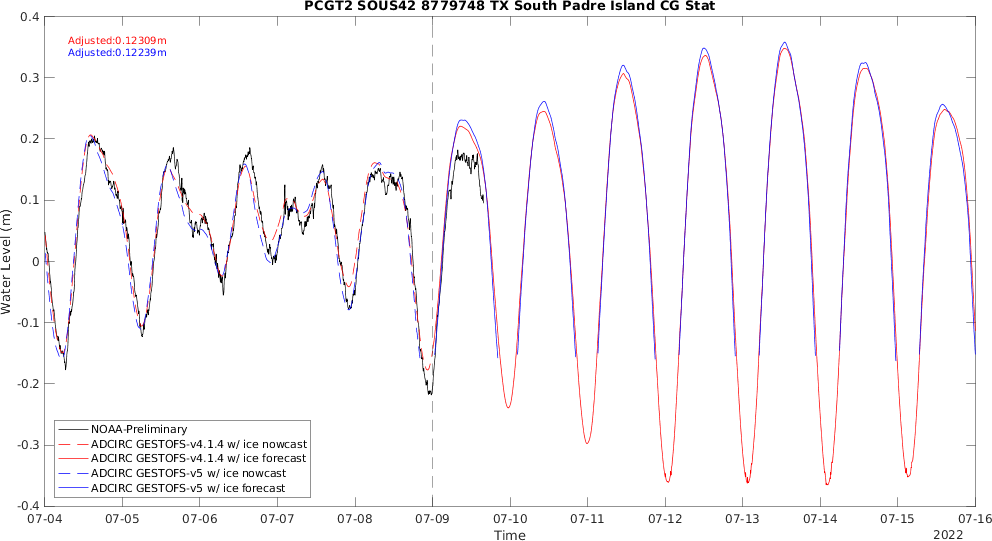 PCGT2 SOUS42 8779748 TX South Padre Island CG Stat
Adjusted:0.12309m
Adjusted:0.12239m
0.4
0.3
0.2
0.1
0
-0.1
-0.2
-0.3
-0.4
Water Level (m)
NOAA-Preliminary
ADCIRC GESTOFS-v4.1.4 w/ ice nowcast
ADCIRC GESTOFS-v4.1.4 w/ ice forecast
ADCIRC GESTOFS-v5 w/ ice nowcast
ADCIRC GESTOFS-v5 w/ ice forecast
07-04 07-05 07-06 07-07 07-08 07-09 07-10 07-11 07-12 07-13 07-14 07-15 07-16
Time
2022